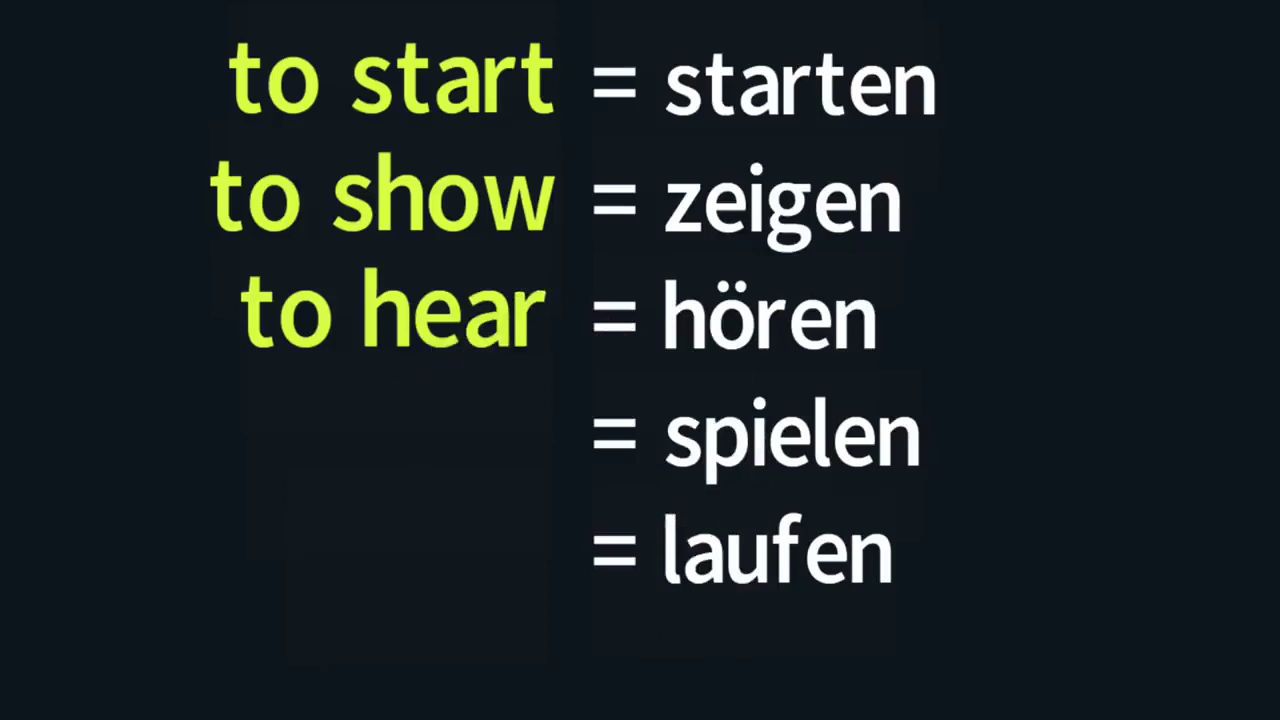 to start = starten
to show = zeigen
to hear = hören
= spielen
= laufen